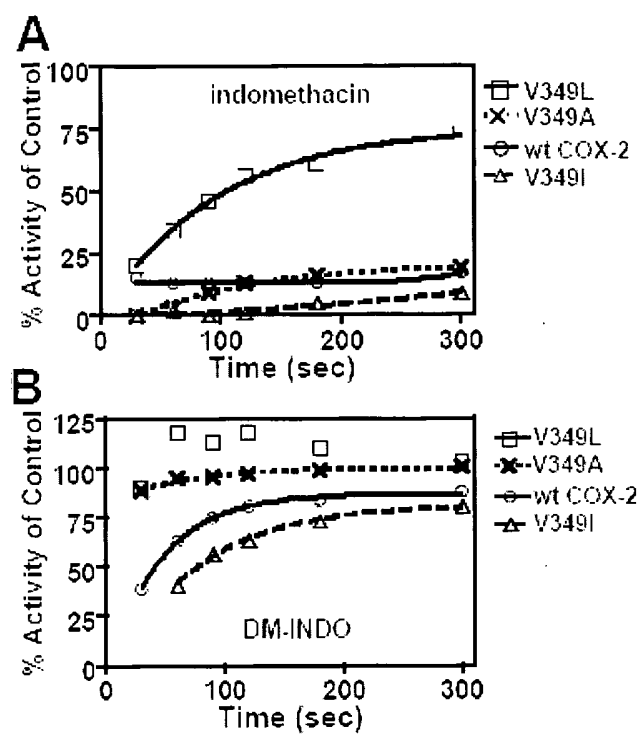 A
% Activity of Control
100
75
50
25
0
indomethacin
V349L
V349A
wt COX-2
V349I
0
100
200
300
Time (sec)
B
% Activity of Control
125
100
75
50
25
0
V349L
V349A
wt COX-2
V349I
DM-INDO
0
100
200
300
Time (sec)